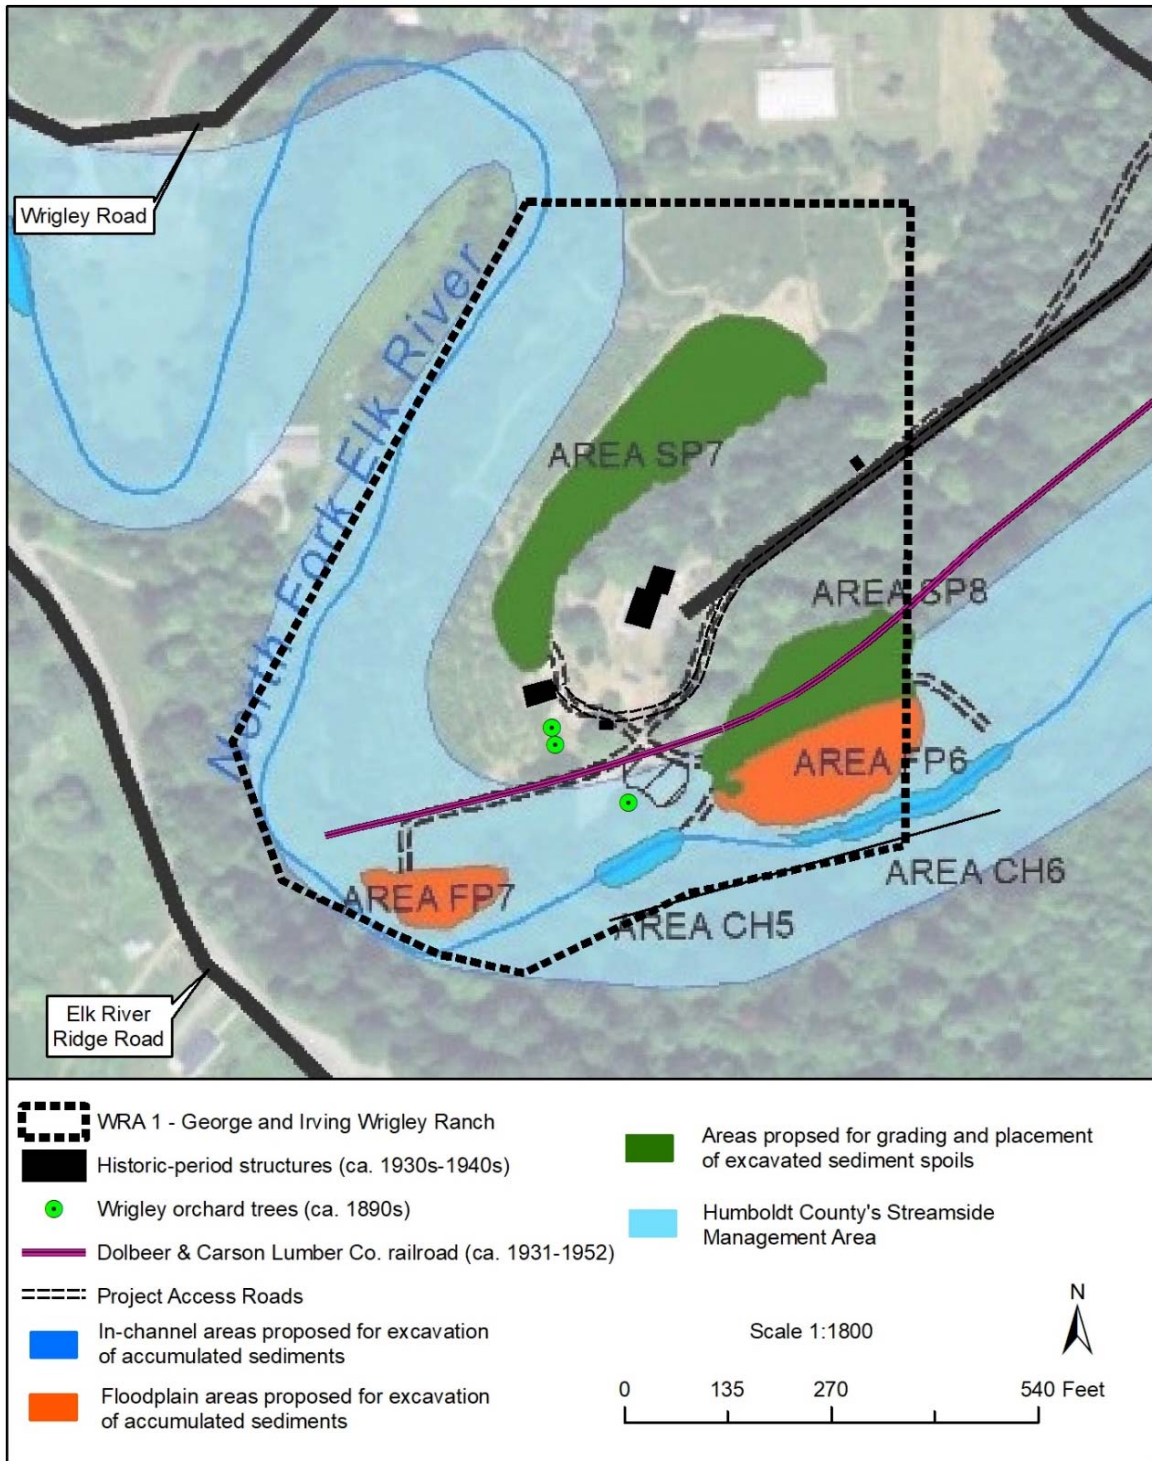 Wrigley Road
North Fork Elk River
AREA SP7
AREA SP8
AREA FP6
AREA FP7
AREA CH6
AREA CH5
Elk River
Ridge Road
WRA 1 - George and Irving Wrigley Ranch
Historic-period structures (ca. 1930s-1940s)
Wrigley orchard trees (ca. 1890s)
Dolbeer & Carson Lumber Co. railroad (ca. 1931-1952)
Project Access Roads
In-channel areas proposed for excavation
of accumulated sediments
Floodplain areas proposed for excavation
of accumulated sediments
Areas propsed for grading and placement
of excavated sediment spoils
Humboldt County's Streamside
Management Area
N
Scale 1:1800
0 135 270 540 Feet